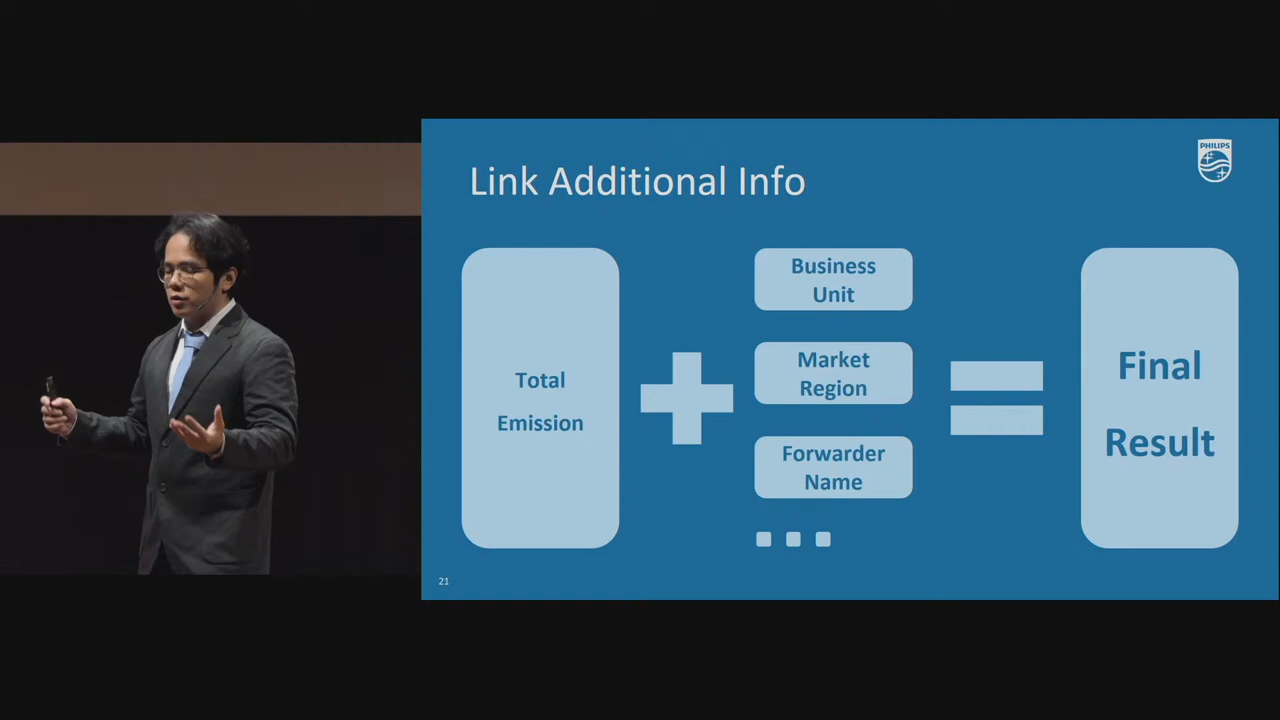 Link Additional Info
PHILIPS
Total
Emission
Business
Unit
Market
Region
Forwarder
Name
Final
Result
21